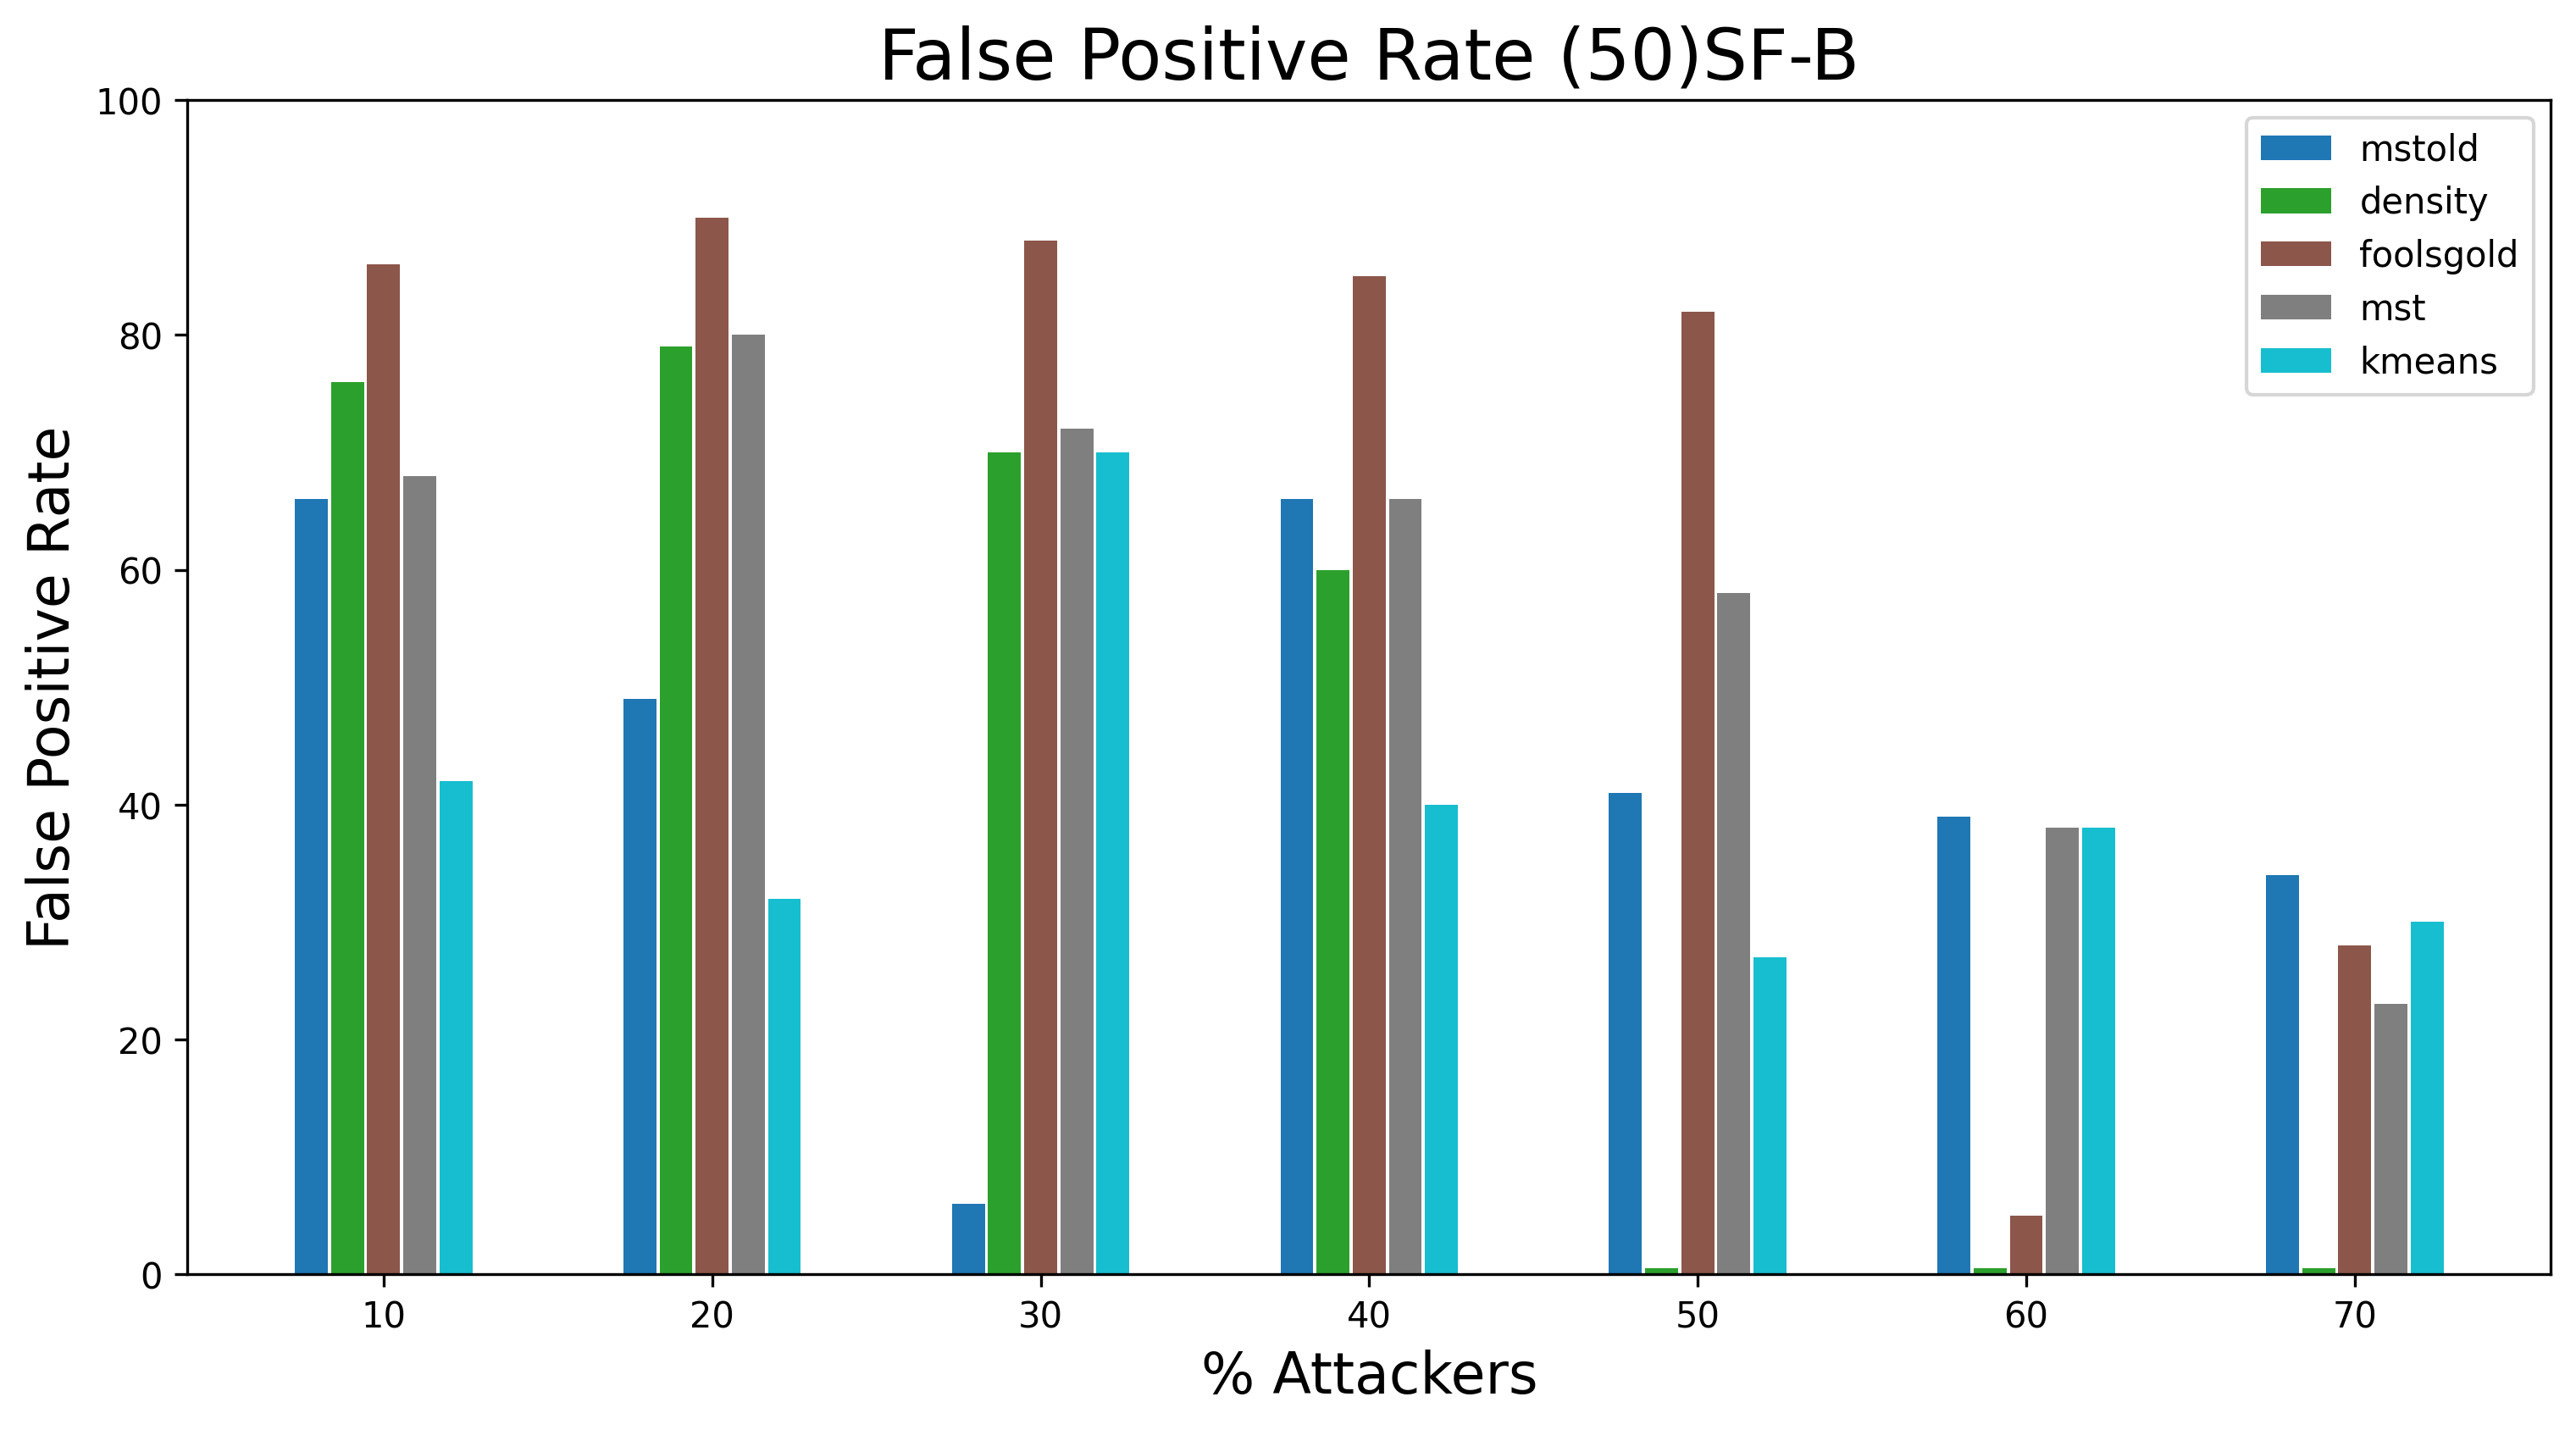 False Positive Rate (50)SF-B
False Positive Rate
100
80
60
40
20
0
10 20 30 40 50 60 70
% Attackers
mstold
density
foolsgold
mst
kmeans